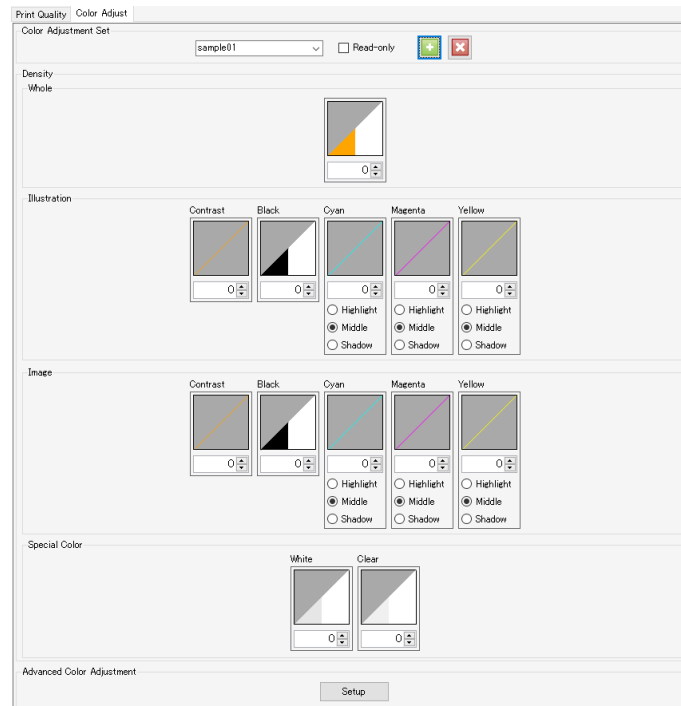 Print Quality Color Adjust
Color Adjustment Set
sample01 Read-only
Density
Whole
0
Illustration
Contrast Black Cyan Magenta Yellow
0 0 0 0 0
Highlight Highlight Highlight
Middle Middle Middle
Shadow Shadow Shadow
Image
Contrast Black Cyan Magenta Yellow
0 0 0 0 0
Highlight Highlight Highlight
Middle Middle Middle
Shadow Shadow Shadow
Special Color
White Clear
0 0
Advanced Color Adjustment
Setup